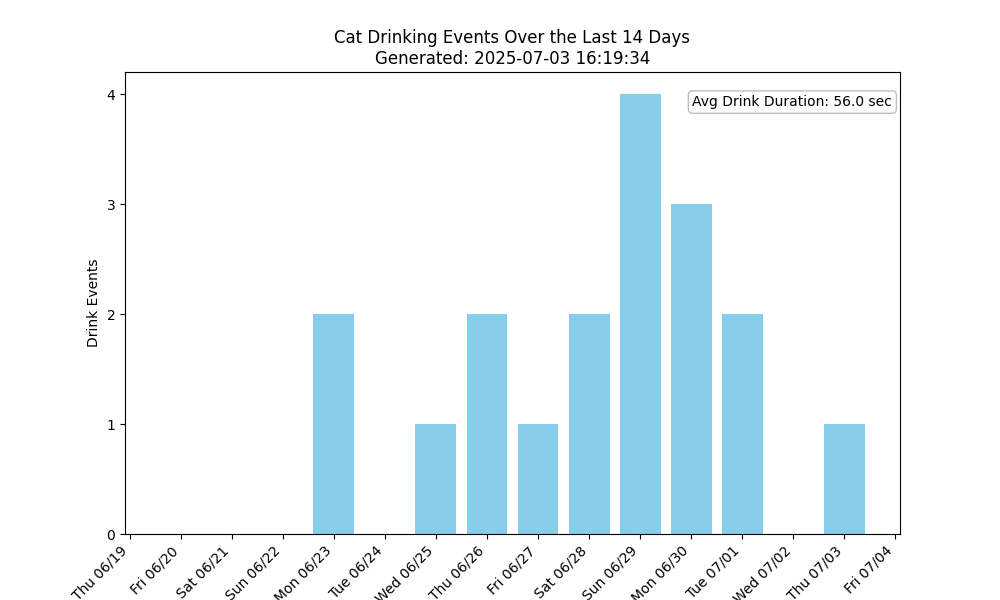 Cat Drinking Events Over the Last 14 Days
Generated: 2025-07-03 16:19:34
Avg Drink Duration: 56.0 sec
Drink Events
4
3
2
1
0
Thu 06/19
Fri 06/20
Sat 06/21
Sun 06/22
Mon 06/23
Tue 06/24
Wed 06/25
Thu 06/26
Fri 06/27
Sat 06/28
Sun 06/29
Mon 06/30
Tue 07/01
Wed 07/02
Thu 07/03
Fri 07/04